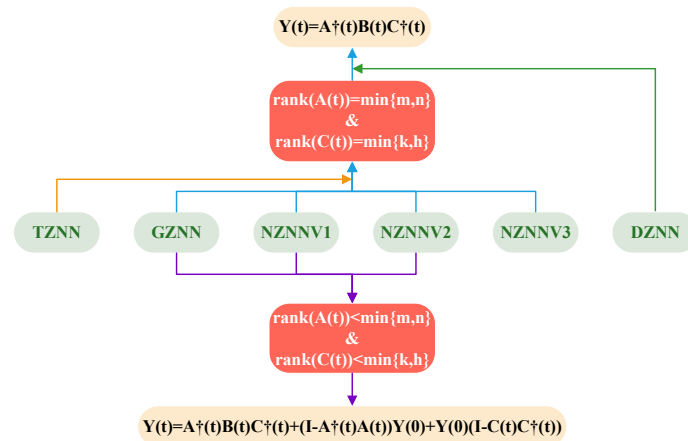 Y(t)=A†(t)B(t)C†(t)
rank(A(t))=min{m,n}
&
rank(C(t))=min{k,h}
TZNN GZNN NZNNV1 NZNNV2 NZNNV3 DZNN
rank(A(t))<min{m,n}
&
rank(C(t))<min{k,h}
Y(t)=A†(t)B(t)C†(t)+(I-A†(t)A(t))Y(0)+Y(0)(I-C(t)C†(t))